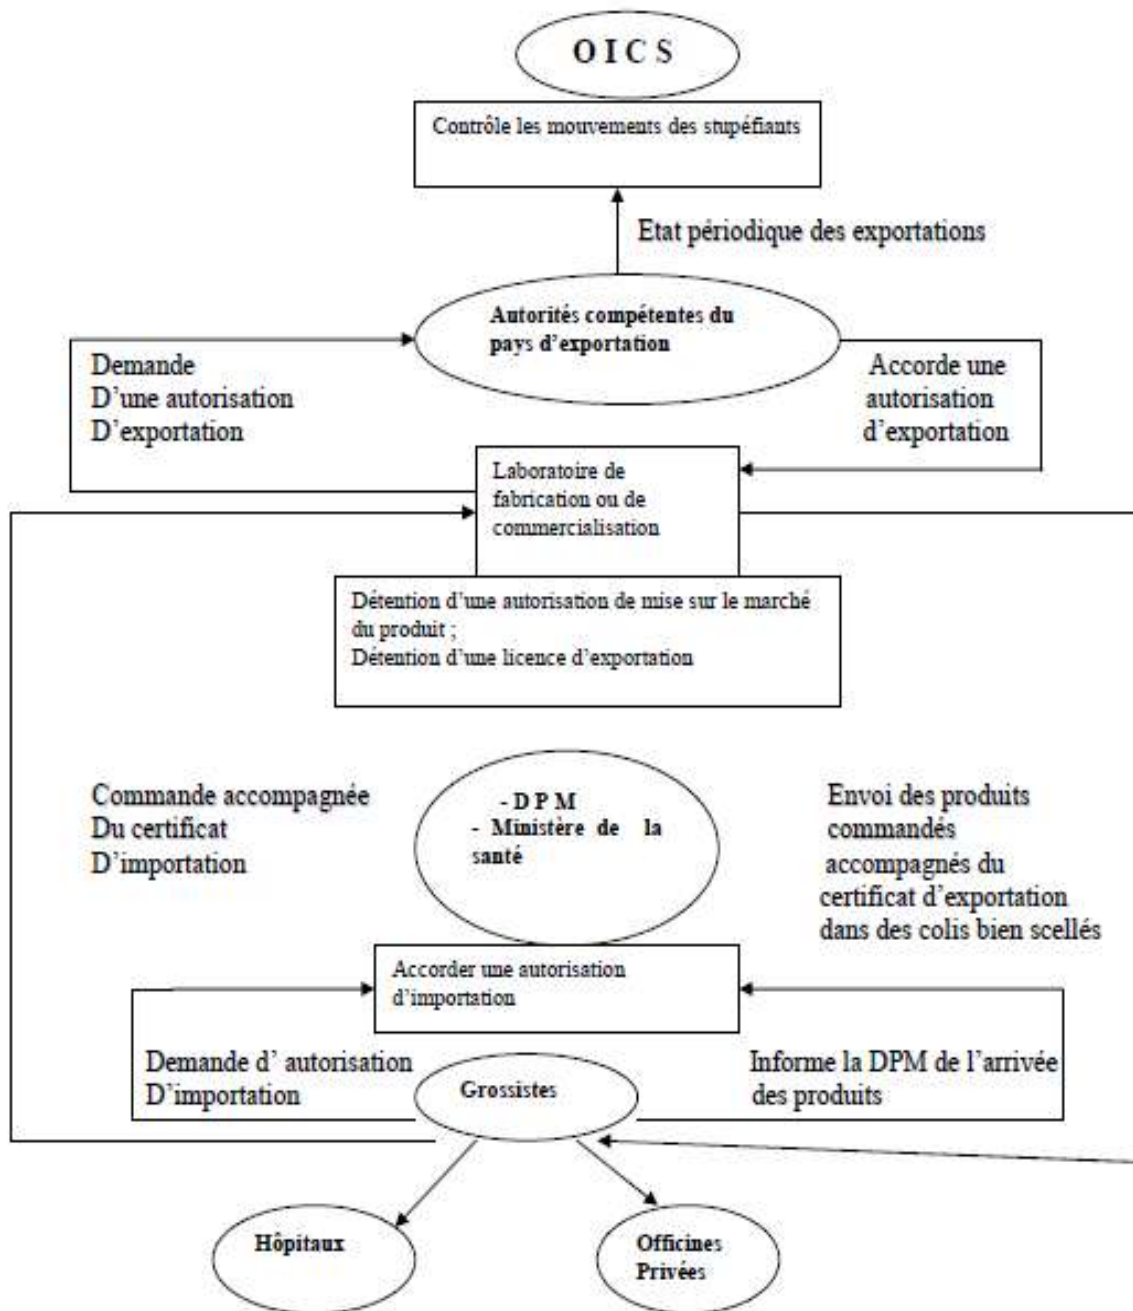 O I C S
Contrôle les mouvements des stupéfiants
Etat périodique des exportations
Autorités compétentes du
pays d’exportation
Demande
D’une autorisation
D’exportation
Accorde une
autorisation
d’exportation
Laboratoire de
fabrication ou de
commercialisation
Détention d’une autorisation de mise sur le marché
du produit ;
Détention d’une licence d’exportation
Commande accompagnée
Du certificat
D’importation
- D P M
- Ministère de la
santé
Envoi des produits
commandés
accompagnés du
certificat d’exportation
dans des colis bien scellés
Accorder une autorisation
d’importation
Demande d’ autorisation
D’importation
Grossistes
Informe la DPM de l’arrivée
des produits
Hôpitaux
Officines
Privées